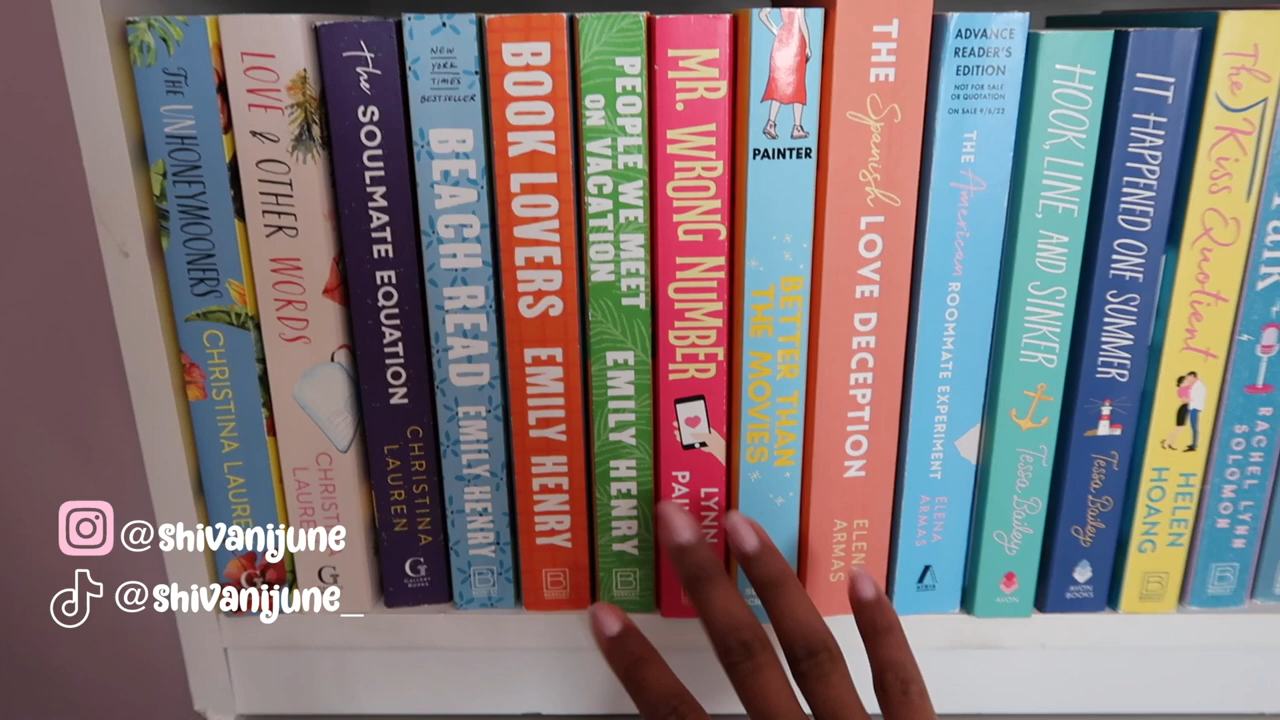 THE UNHONEYMOONERS
CHRISTINA
LOVE & OTHER WORDS
the SOULMATE EQUATION
CHRISTINA
LAUREN
GALLERY
BOOKS
NEW
YORK
TIMES
BESTSELLER
BEACH READ EMILY HENRY
BOOK LOVERS EMILY HENRY
PEOPLE WE MEET
ON VACATION
EMILY HENRY
MR. WRONG NUMBER
LYNN
PAINTER
BETTER THAN
THE MOVIES
THE Spanish LOVE DECEPTION
ELENA
ARMAS
ADVANCE
READER'S
EDITION
NOT FOR SALE
OR QUOTATION
ON SALE 9/6/22
THE American ROOMMATE EXPERIMENT
ELENA
ARMAS
ATRIA
HOOK, LINE, AND SINKER
Tessa Bailey
AVON
IT HAPPENED ONE SUMMER
Tessa Bailey
AVON
BOOKS
The Kiss Quotient
HELEN
HOANG
RACHEL LYNN
SOLOMON
@shivanijune
@shivanijune_